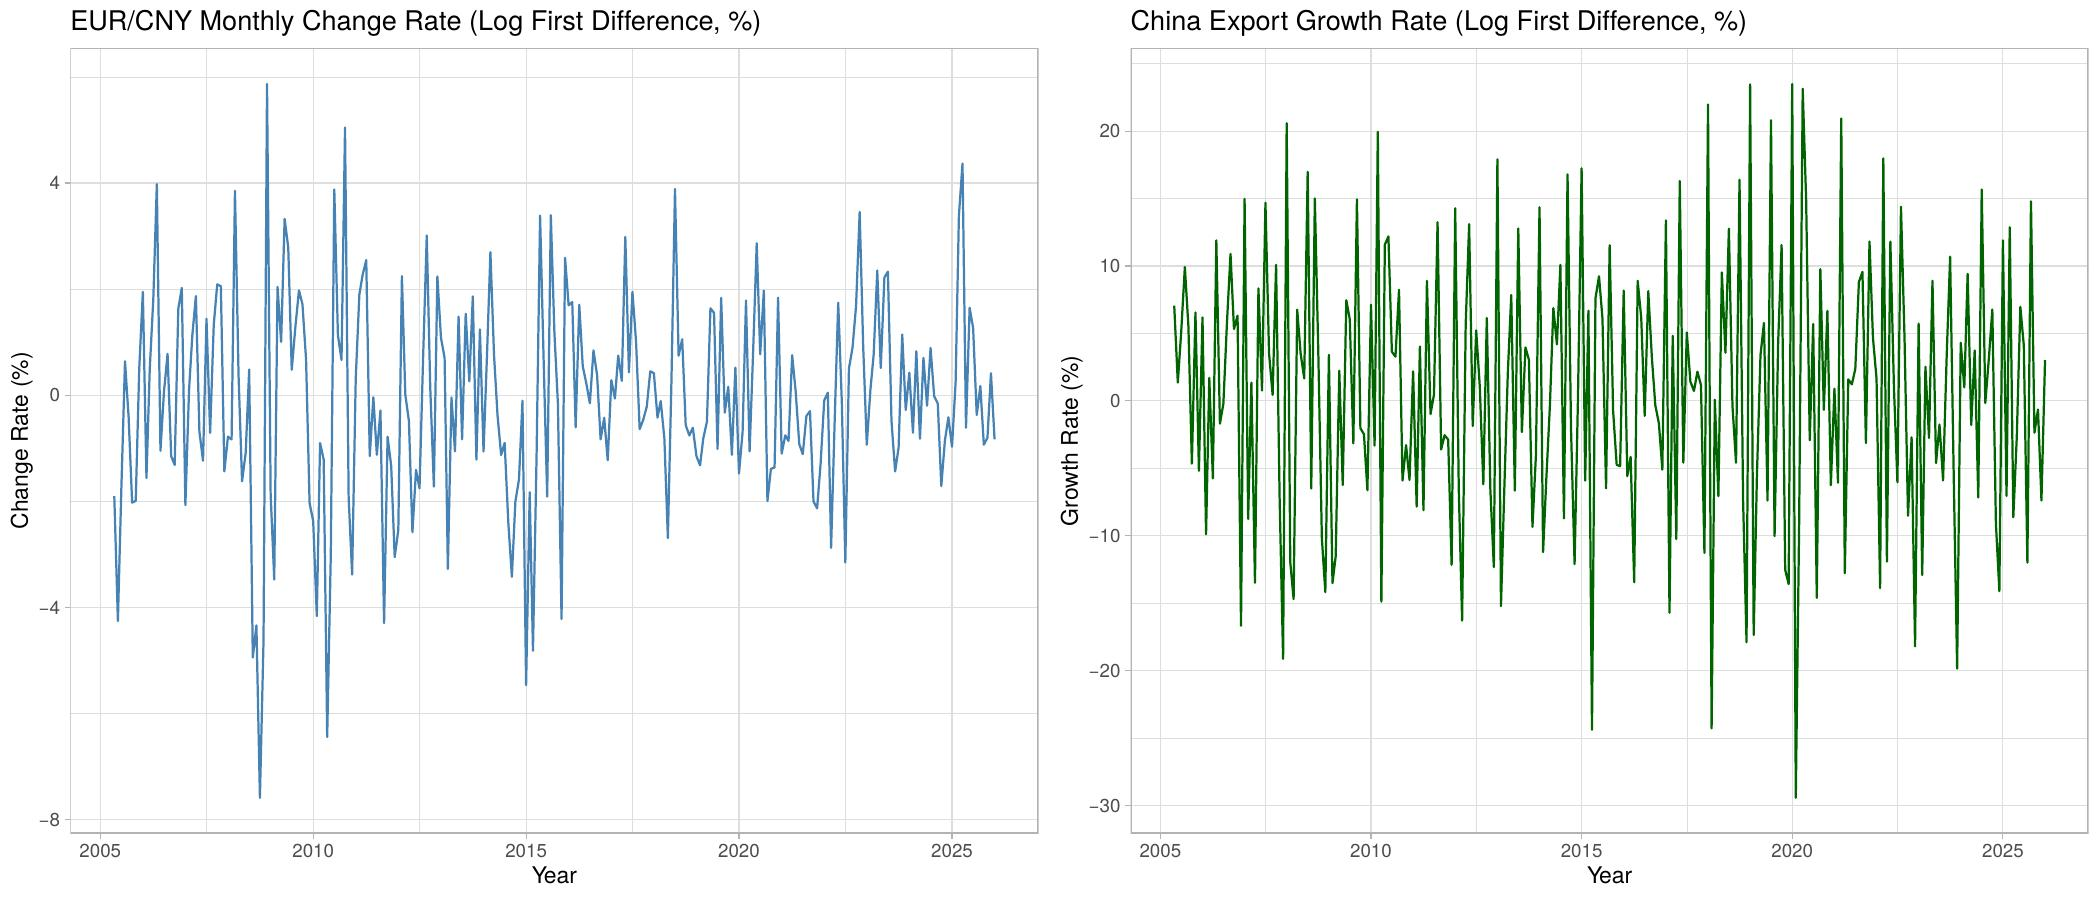 EUR/CNY Monthly Change Rate (Log First Difference, %)
Change Rate (%)
4
0
−4
−8
2005 2010 2015 2020 2025
Year
China Export Growth Rate (Log First Difference, %)
Growth Rate (%)
20
10
0
−10
−20
−30
2005 2010 2015 2020 2025
Year